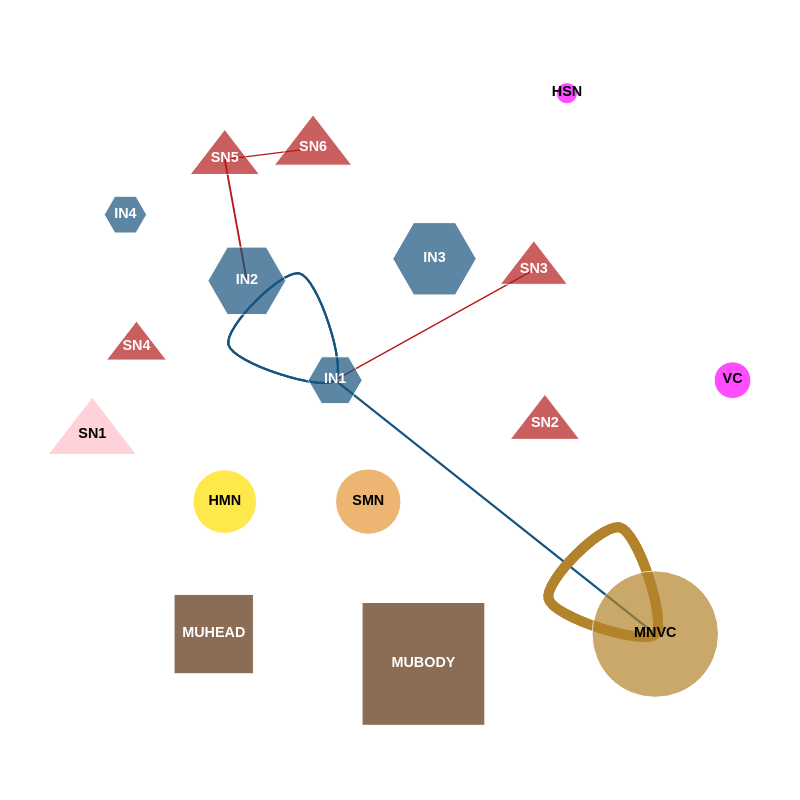 HSN
SN6
SN5
IN4
IN3
SN3
IN2
SN4
IN1
VC
SN2
SN1
HMN
SMN
MUHEAD
MNVC
MUBODY